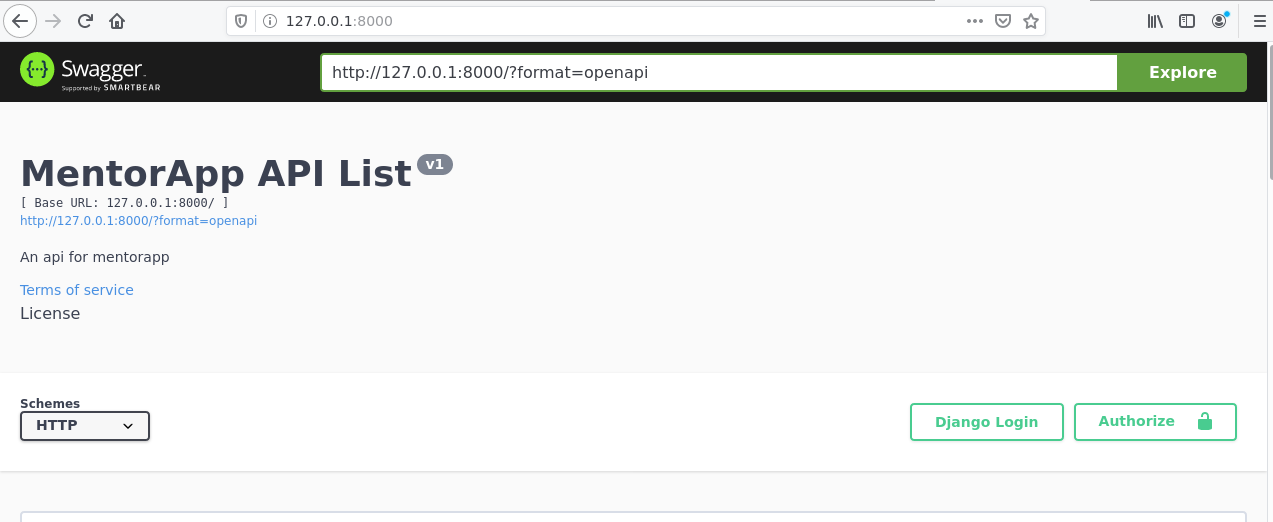 127.0.0.1:8000
Swagger.
Supported by SMARTBEAR
http://127.0.0.1:8000/?format=openapi
Explore
MentorApp API List v1
[ Base URL: 127.0.0.1:8000/ ]
http://127.0.0.1:8000/?format=openapi
An api for mentorapp
Terms of service
License
Schemes
HTTP
Django Login
Authorize